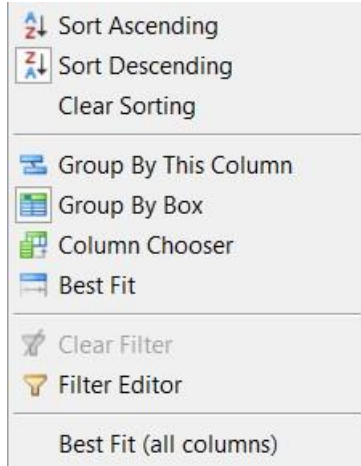 Sort Ascending
Sort Descending
Clear Sorting
Group By This Column
Group By Box
Column Chooser
Best Fit
Clear Filter
Filter Editor
Best Fit (all columns)